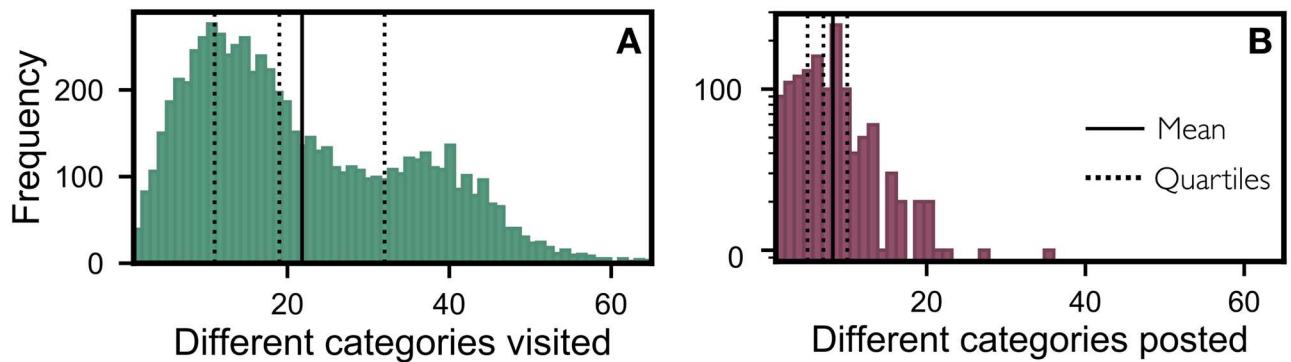 A
Frequency
200
100
0
20 40 60
Different categories visited
B
100
0
Mean
Quartiles
20 40 60
Different categories posted